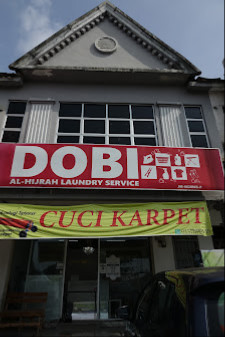 DOBI
AL-HIJRAH LAUNDRY SERVICE
CUCI KARPET